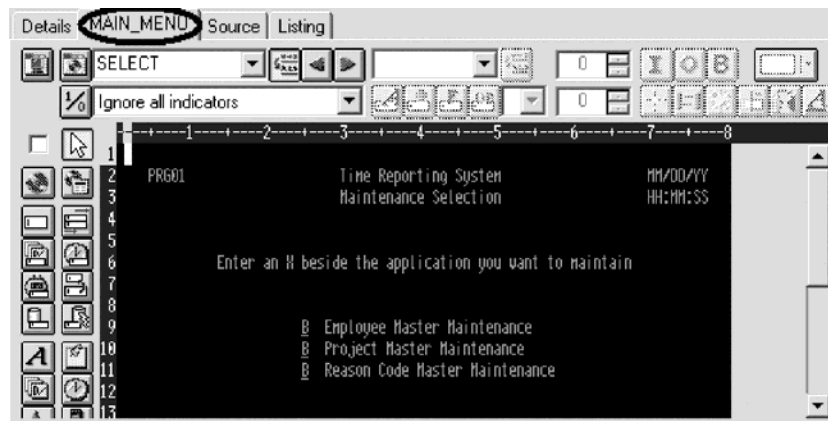 Details MAIN_MENU Source Listing
SELECT 0
1/0 Ignore all indicators 0
----+----1----+----2----+----3----+----4----+----5----+----6----+----7----+----8
1
2 PRG01 Time Reporting System MM/DD/YY
3 Maintenance Selection HH:MM:SS
4
5
6 Enter an X beside the application you want to maintain
7
8
9 B Employee Master Maintenance
10 B Project Master Maintenance
11 B Reason Code Master Maintenance
12
13